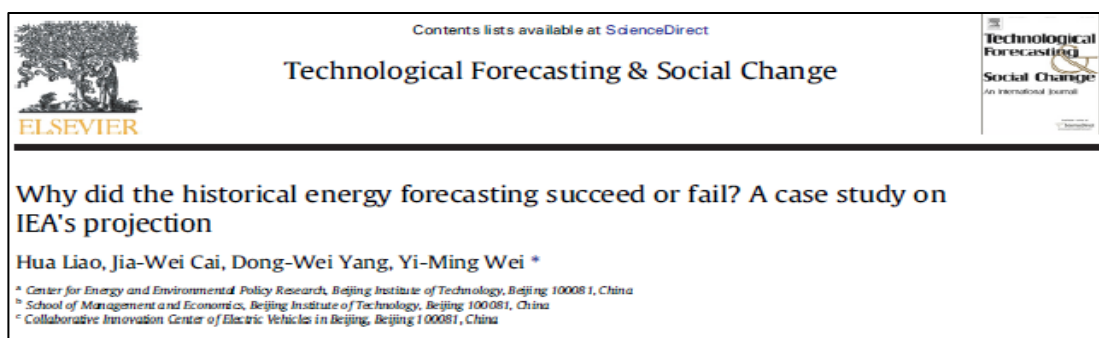 Contents lists available at ScienceDirect
Technological Forecasting & Social Change
ELSEVIER
Technological
Forecasting
&
Social Change
An International Journal
Why did the historical energy forecasting succeed or fail? A case study on
IEA's projection
Hua Liao, Jia-Wei Cai, Dong-Wei Yang, Yi-Ming Wei *
a Center for Energy and Environmental Policy Research, Beijing Institute of Technology, Beijing 100081, China
b School of Management and Economics, Beijing Institute of Technology, Beijing 100081, China
c Collaborative Innovation Center of Electric Vehicles in Beijing, Beijing 100081, China